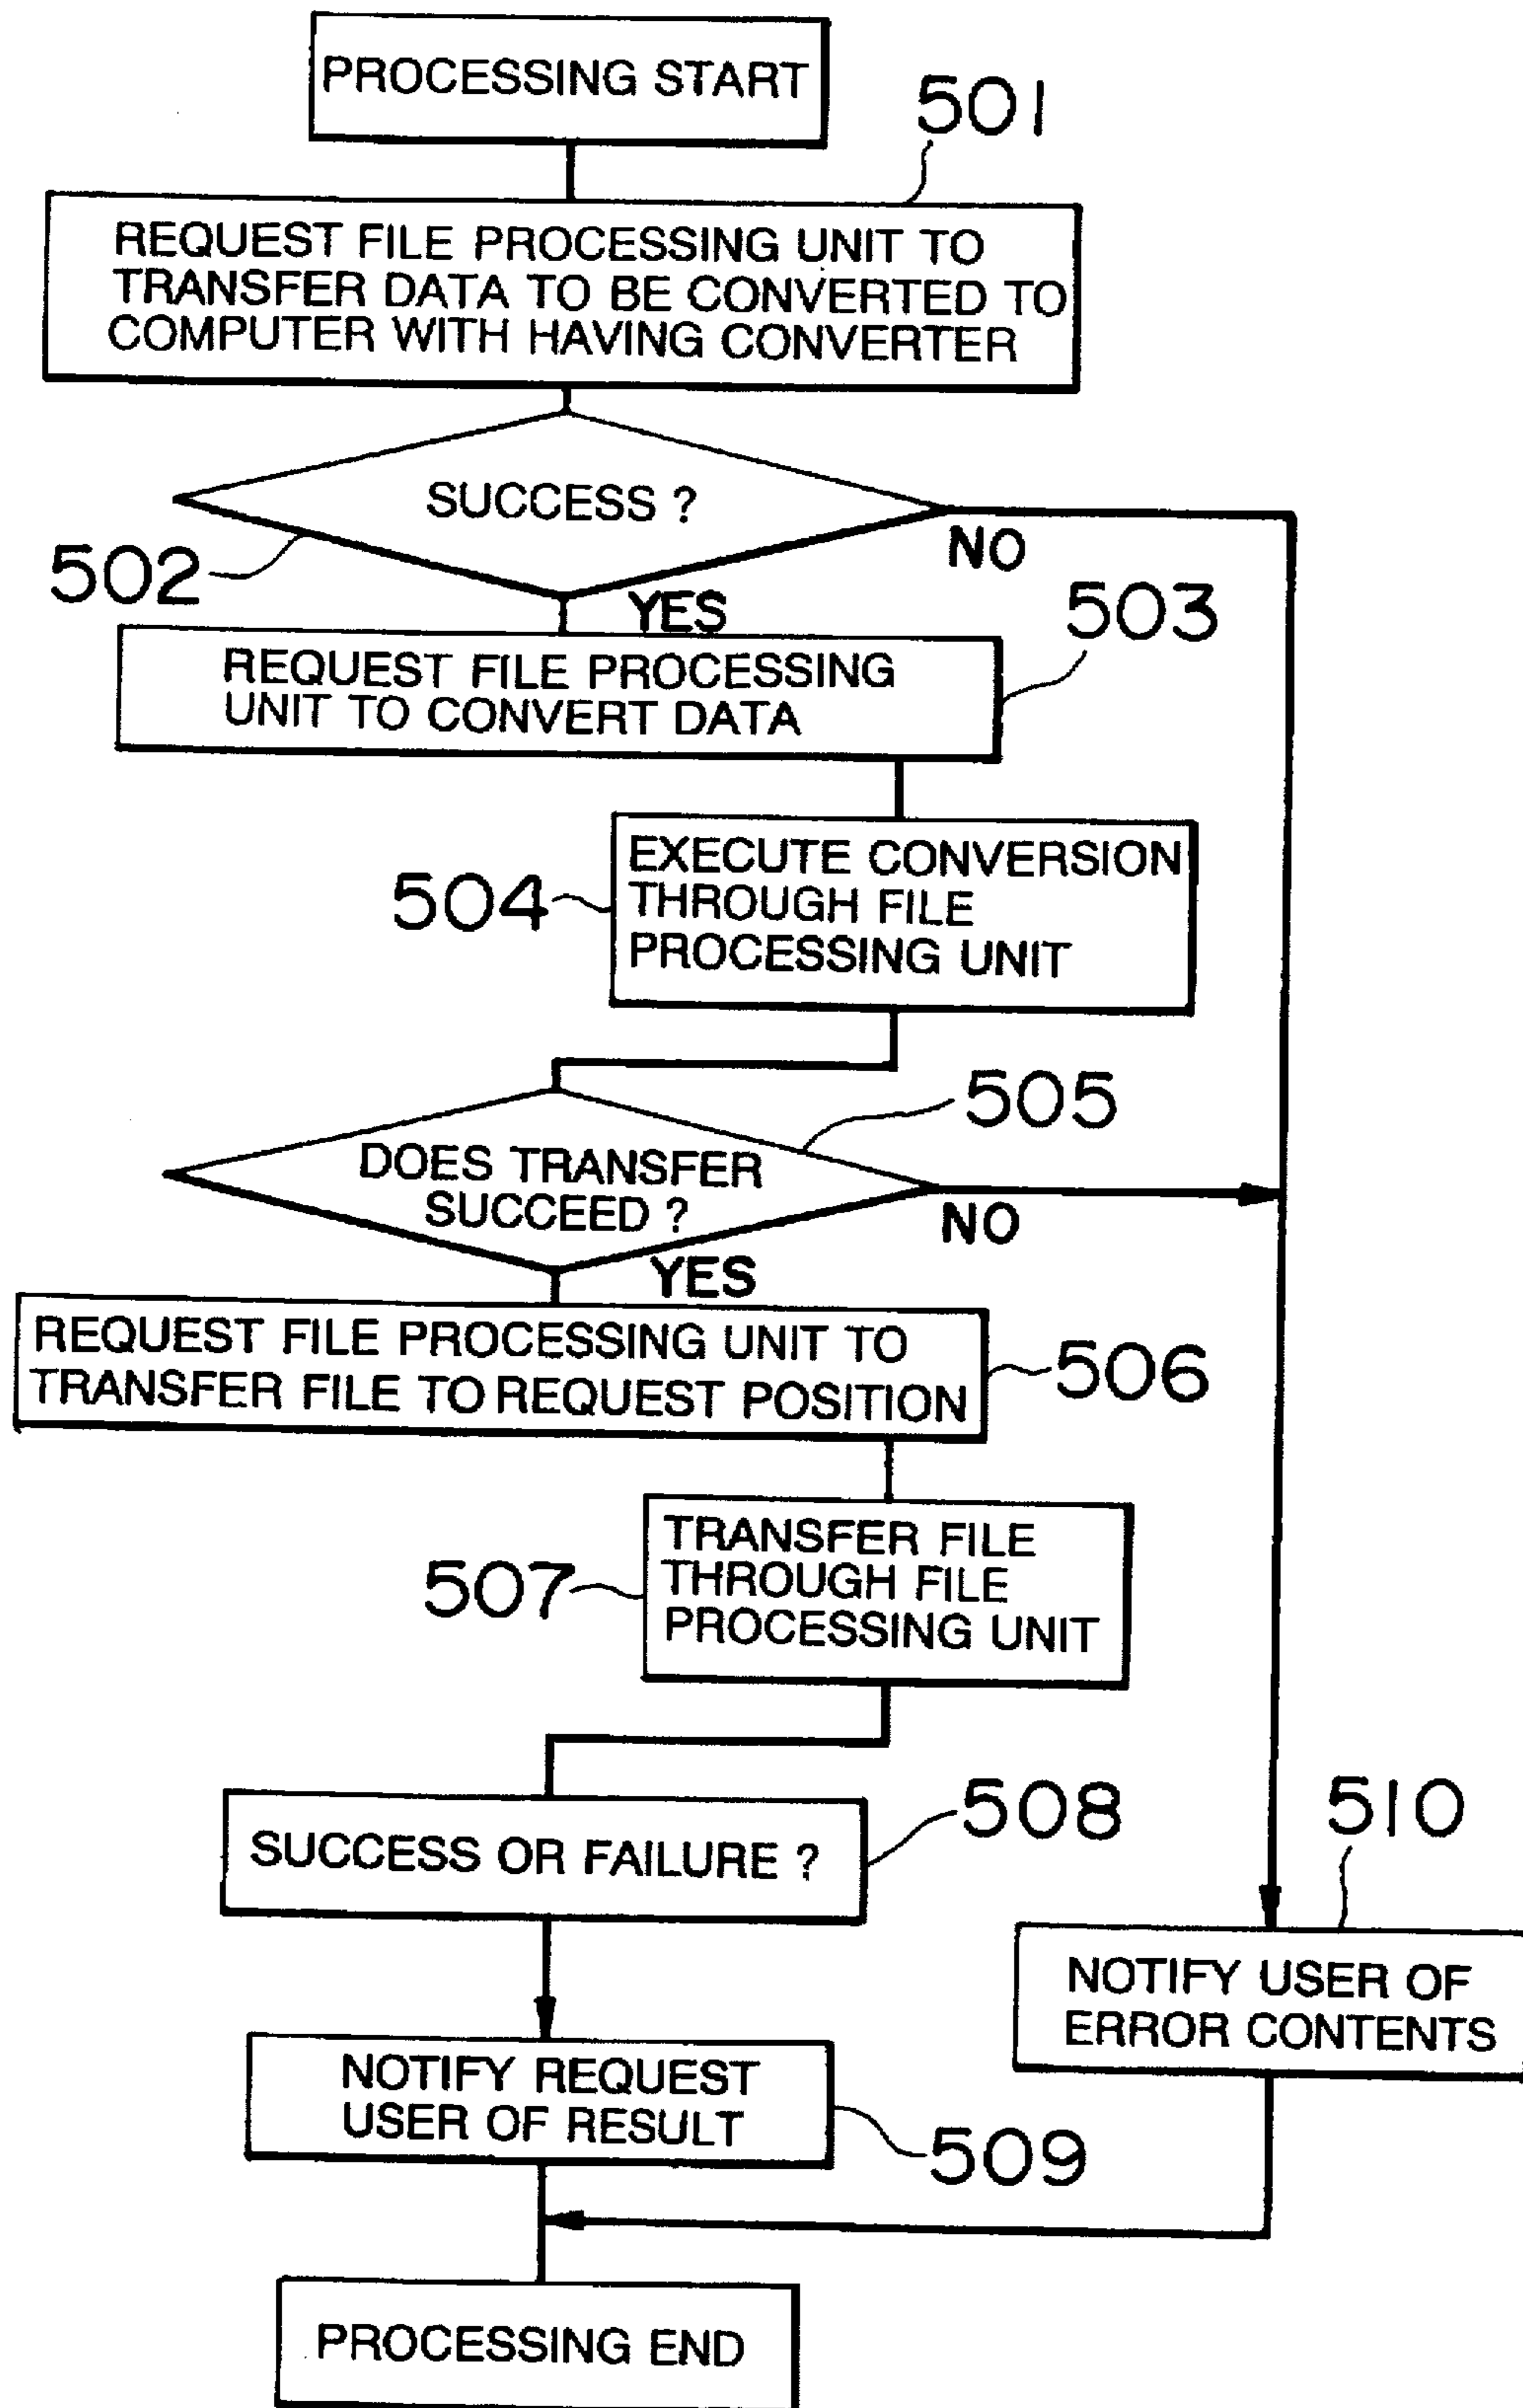 PROCESSING START
501
REQUEST FILE PROCESSING UNIT TO
TRANSFER DATA TO BE CONVERTED TO
COMPUTER WITH HAVING CONVERTER
SUCCESS ?
502
NO
YES
503
REQUEST FILE PROCESSING
UNIT TO CONVERT DATA
504
EXECUTE CONVERSION
THROUGH FILE
PROCESSING UNIT
505
DOES TRANSFER
SUCCEED ?
NO
YES
REQUEST FILE PROCESSING UNIT TO
TRANSFER FILE TO REQUEST POSITION
506
507
TRANSFER FILE
THROUGH FILE
PROCESSING UNIT
508
SUCCESS OR FAILURE ?
510
NOTIFY USER OF
ERROR CONTENTS
NOTIFY REQUEST
USER OF RESULT
509
PROCESSING END